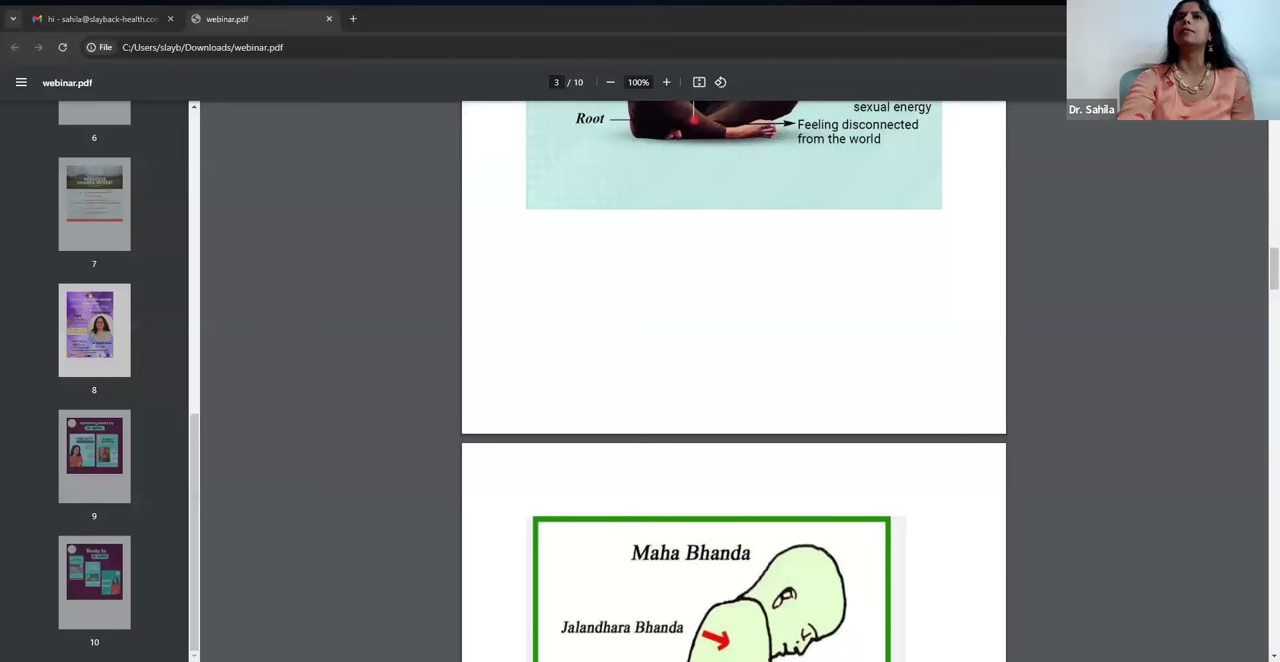 hi - sahila@slayback-health.com
webinar.pdf
File C:/Users/slayb/Downloads/webinar.pdf
webinar.pdf
3 / 10
100%
Dr. Sahila
6
7
8
9
10
sexual energy
Root
Feeling disconnected
from the world
Maha Bhanda
Jalandhara Bhanda